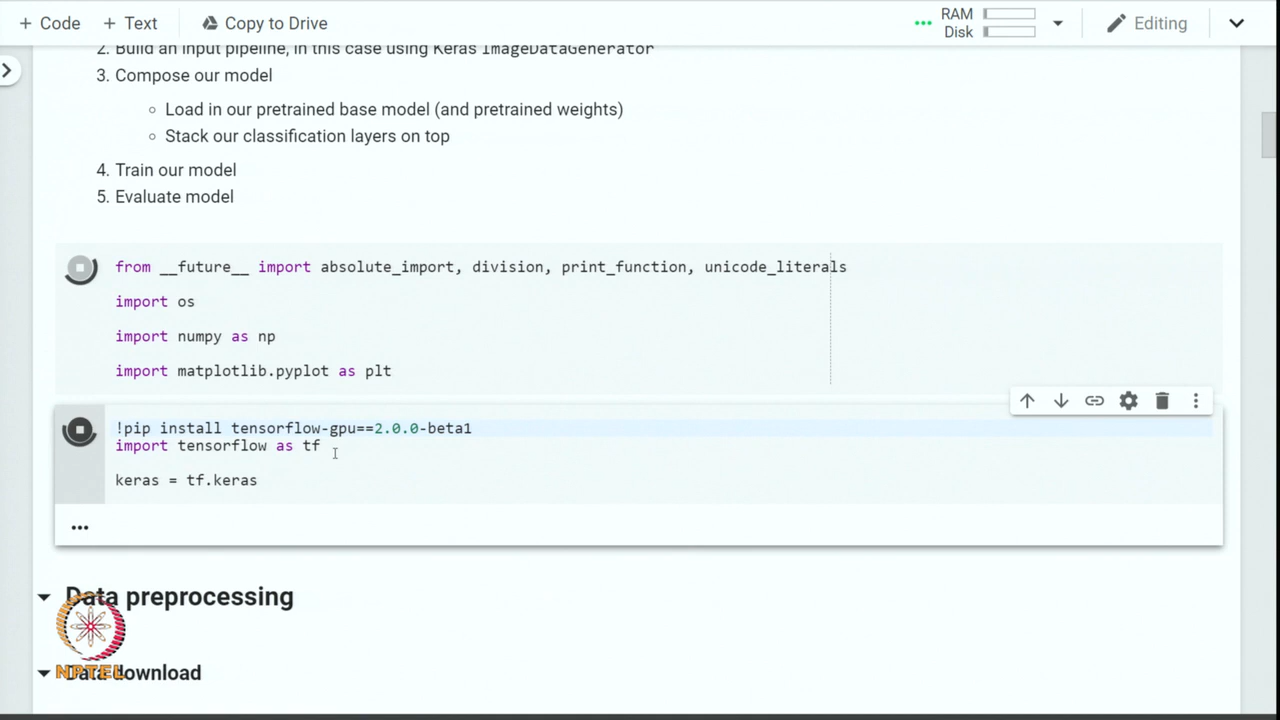 + Code + Text Copy to Drive RAM Disk Editing
2. Build an input pipeline, in this case using Keras ImageDataGenerator
3. Compose our model
◦ Load in our pretrained base model (and pretrained weights)
◦ Stack our classification layers on top
4. Train our model
5. Evaluate model
from __future__ import absolute_import, division, print_function, unicode_literals
import os
import numpy as np
import matplotlib.pyplot as plt
!pip install tensorflow-gpu==2.0.0-beta1
import tensorflow as tf
keras = tf.keras
Data preprocessing
Data download
NPTEL